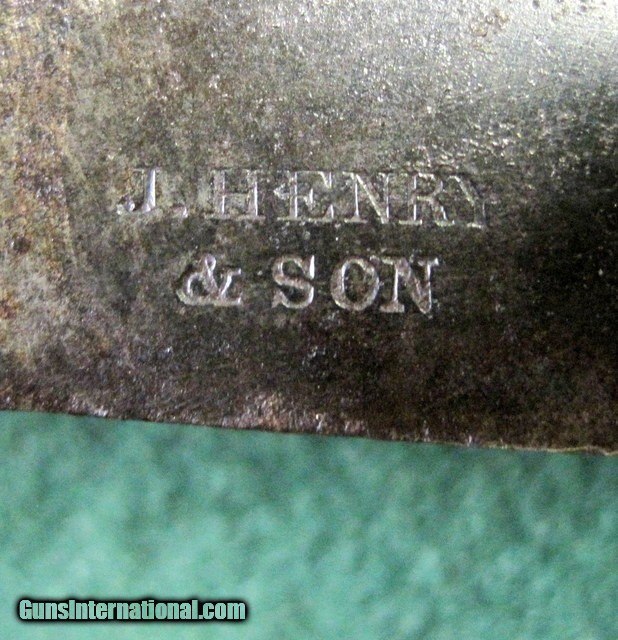 J. HENRY
& SON
GunsInternational.com